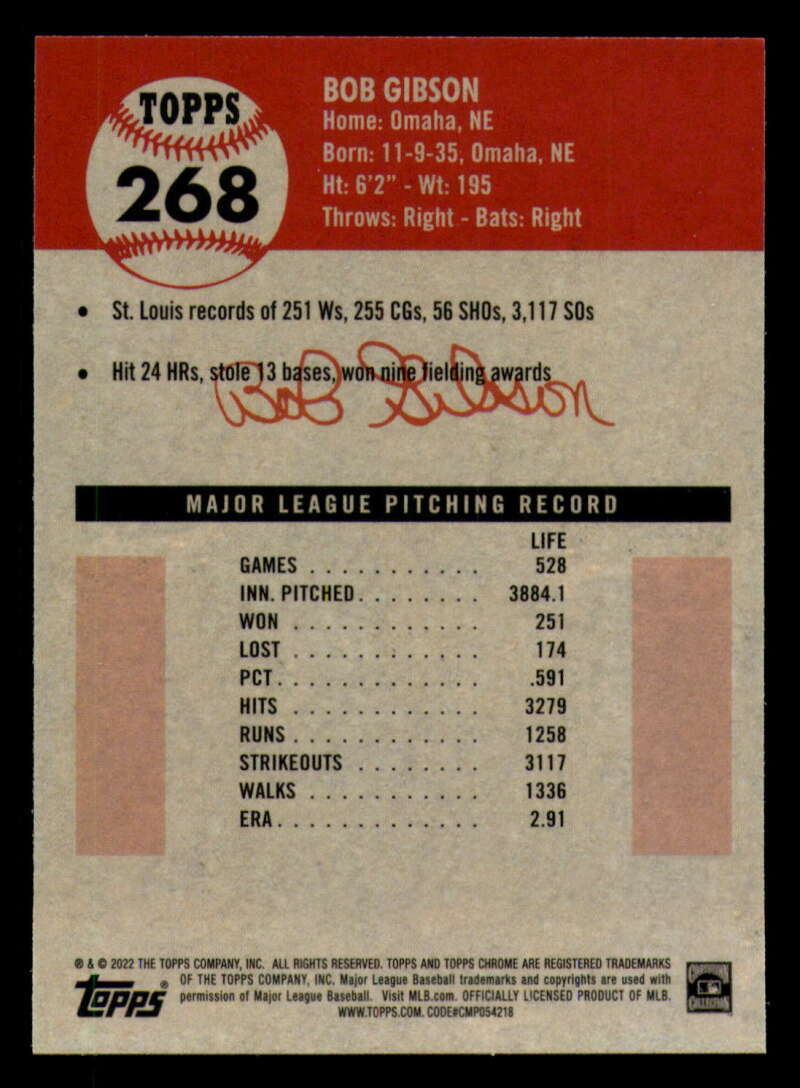 TOPPS
268
BOB GIBSON
Home: Omaha, NE
Born: 11-9-35, Omaha, NE
Ht: 6'2" - Wt: 195
Throws: Right - Bats: Right
• St. Louis records of 251 Ws, 255 CGs, 56 SHOs, 3,117 SOs
• Hit 24 HRs, stole 13 bases, won nine fielding awards
Bob Gibson
MAJOR LEAGUE PITCHING RECORD
LIFE
GAMES . . . . . . . . . . . 528
INN. PITCHED. . . . . . . . 3884.1
WON . . . . . . . . . . . . 251
LOST . . . . . . . . . . . . 174
PCT. . . . . . . . . . . . . .591
HITS . . . . . . . . . . . . 3279
RUNS . . . . . . . . . . . . 1258
STRIKEOUTS . . . . . . . . 3117
WALKS . . . . . . . . . . . 1336
ERA. . . . . . . . . . . . . 2.91
® & © 2022 THE TOPPS COMPANY, INC. ALL RIGHTS RESERVED. TOPPS AND TOPPS CHROME ARE REGISTERED TRADEMARKS
OF THE TOPPS COMPANY, INC. Major League Baseball trademarks and copyrights are used with
permission of Major League Baseball. Visit MLB.com. OFFICIALLY LICENSED PRODUCT OF MLB.
WWW.TOPPS.COM. CODE#CMP054218
Topps®
COOPERSTOWN
COLLECTION